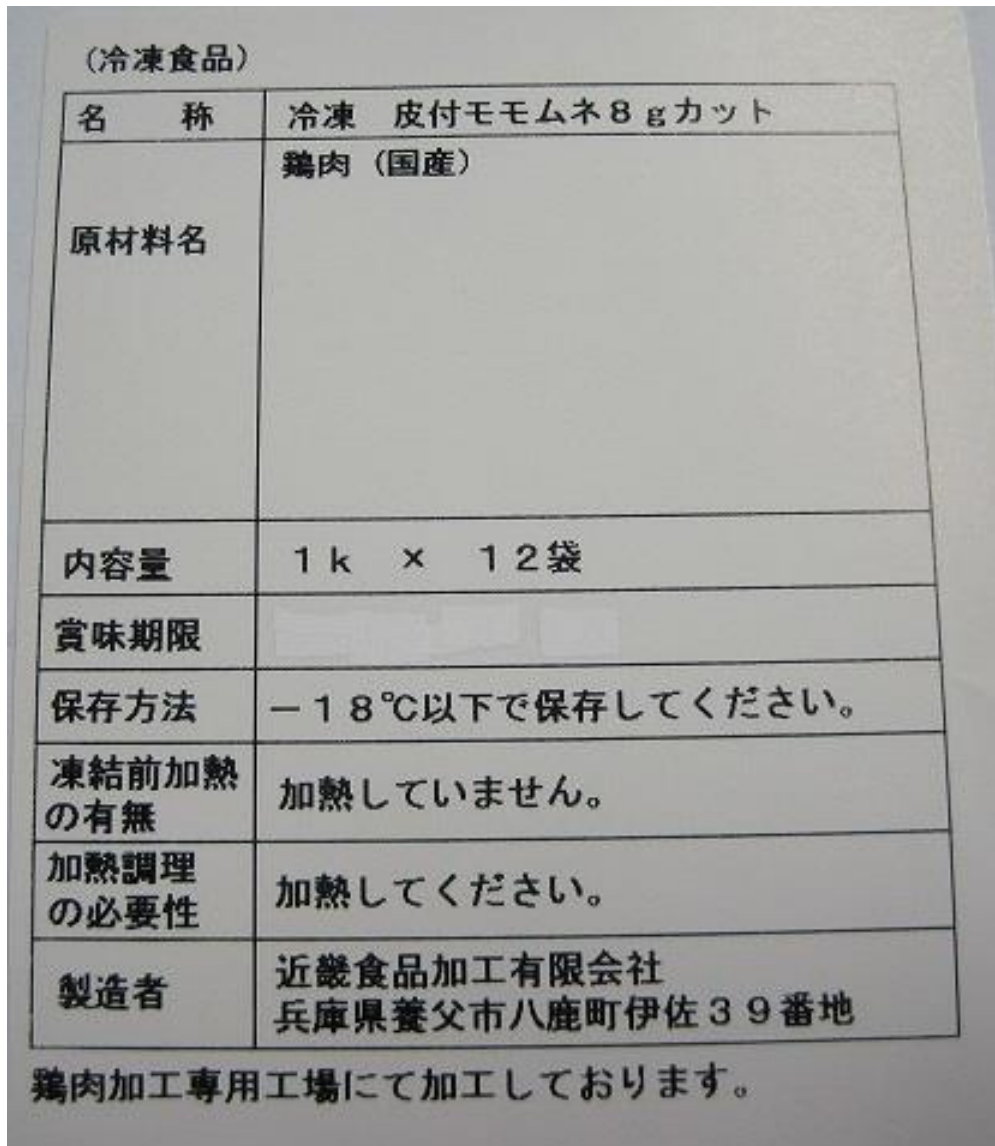 (冷凍食品)
名　称　冷凍　皮付モモムネ8gカット
原材料名　鶏肉(国産)
内容量　1k　×　12袋
賞味期限
保存方法　-18℃以下で保存してください。
凍結前加熱
の有無　加熱していません。
加熱調理
の必要性　加熱してください。
製造者　近畿食品加工有限会社
兵庫県養父市八鹿町伊佐39番地
鶏肉加工専用工場にて加工しております。